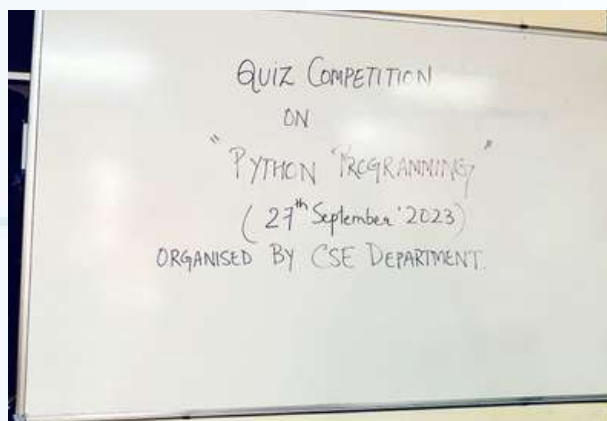 QUIZ COMPETITION
ON
"PYTHON PROGRAMMING"
(27th September'2023)
ORGANISED BY CSE DEPARTMENT.